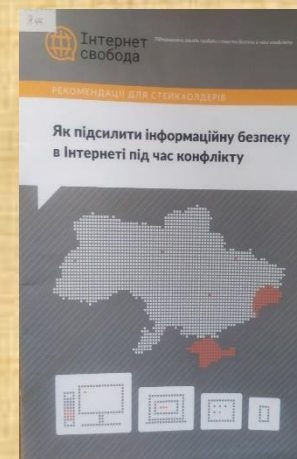 Інтернет
свобода
РЕКОМЕНДАЦІЇ ДЛЯ СТЕЙКХОЛДЕРІВ
Як підсилити інформаційну безпеку
в Інтернеті під час конфлікту